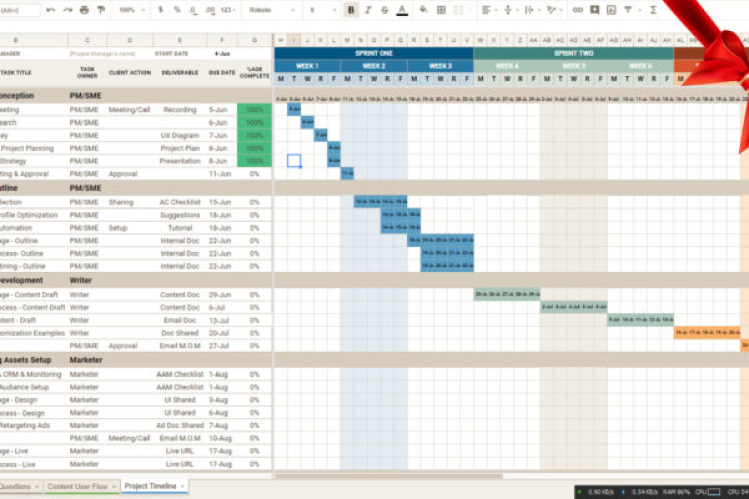 100% $ % .0 .00 123 Roboto 6 B I S A
B C D E F G
MANAGER [Project Manager's name] START DATE 4-Jun
SPRINT ONE SPRINT TWO
TASK TITLE TASK OWNER CLIENT ACTION DELIVERABLE DUE DATE %AGE COMPLETE
WEEK 1 WEEK 2 WEEK 3 WEEK 4 WEEK 5 WEEK 6
M T W R F M T W R F M T W R F M T W R F M T W R F M T W R F
onception PM/SME
eeting PM/SME Meeting/Call Recording 5-Jun 100%
earch PM/SME 6-Jun 100%
ey PM/SME UX Diagram 7-Jun 100%
Project Planning PM/SME Project Plan 8-Jun 100%
Strategy PM/SME Presentation 8-Jun 100%
ting & Approval PM/SME Approval 11-Jun 0%
utline PM/SME
llection PM/SME Sharing AC Checklist 15-Jun 0%
rofile Optimization PM/SME Suggestions 18-Jun 0%
utomation PM/SME Setup Tutorial 18-Jun 0%
age - Outline PM/SME Internal Doc 22-Jun 0%
ocess- Outline PM/SME Internal Doc 22-Jun 0%
ining - Outline PM/SME Internal Doc 22-Jun 0%
evelopment Writer
age - Content Draft Writer Content Doc 29-Jun 0%
ocess - Content Draft Writer Content Doc 6-Jul 0%
ntent - Draft Writer Email Doc 13-Jul 0%
omization Examples Writer Doc Shared 20-Jul 0%
PM/SME Approval Email M.O.M 27-Jul 0%
g Assets Setup Marketer
CRM & Monitoring Marketer AAM Checklist 1-Aug 0%
Audiance Setup Marketer AAM Checklist 1-Aug 0%
age - Design Marketer UI Shared 3-Aug 0%
ocess - Design Marketer UI Shared 6-Aug 0%
Retargeting Ads Marketer Ad Doc Shared 7-Aug 0%
PM/SME Meeting/Call Email M.O.M 10-Aug 0%
age - Live Marketer Live URL 17-Aug 0%
ocess - Live Marketer Live URL 17-Aug 0%
Questions Content User Flow Project Timeline
0.90 KB/s 0.54 KB/s RAM 86% CPU CPU 54